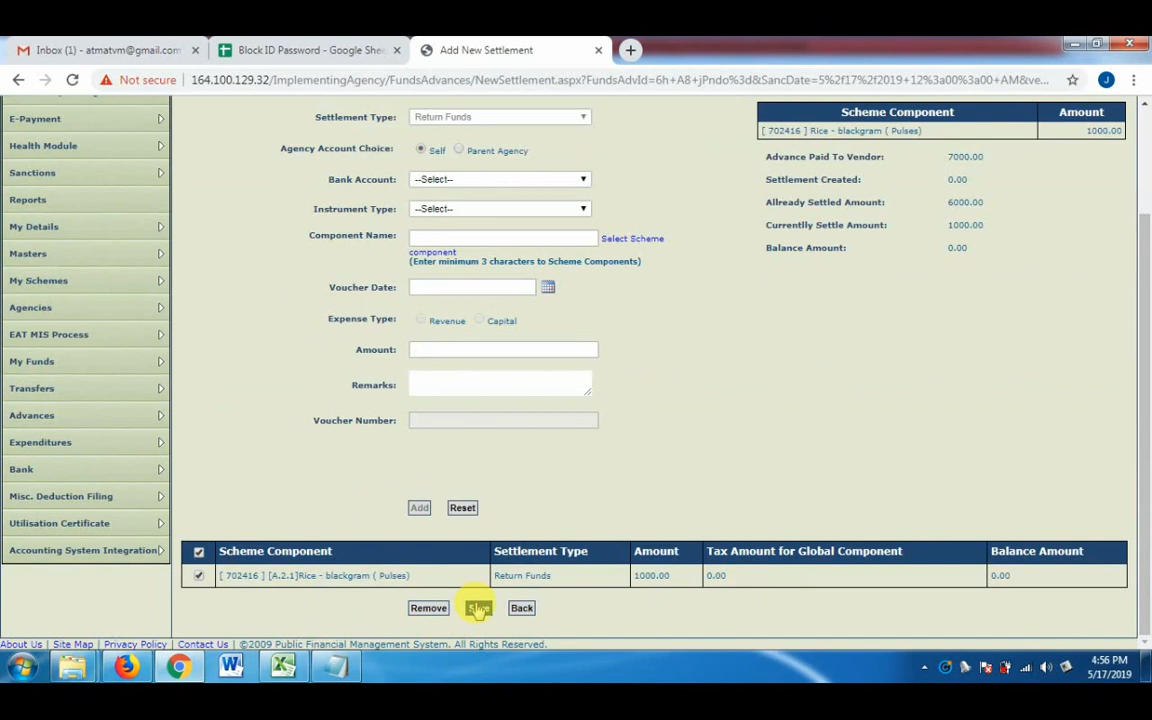 Inbox (1) - atmatvm@gmail.com
Block ID Password - Google Shee
Add New Settlement
Not secure
164.100.129.32/ImplementingAgency/FundsAdvances/NewSettlement.aspx?FundsAdvId=6h+A8+jPndo%3d&SancDate=5%2f17%2f2019+12%3a00%3a00+AM&ve...
J
E-Payment
Health Module
Sanctions
Reports
My Details
Masters
My Schemes
Agencies
EAT MIS Process
My Funds
Transfers
Advances
Expenditures
Bank
Misc. Deduction Filing
Utilisation Certificate
Accounting System Integration
Settlement Type: Return Funds
Agency Account Choice: Self Parent Agency
Bank Account: --Select--
Instrument Type: --Select--
Component Name: Select Scheme
component
(Enter minimum 3 characters to Scheme Components)
Voucher Date:
Expense Type: Revenue Capital
Amount:
Remarks:
Voucher Number:
Add Reset
Scheme Component Amount
[ 702416 ] Rice - blackgram ( Pulses) 1000.00
Advance Paid To Vendor: 7000.00
Settlement Created: 0.00
Allready Settled Amount: 6000.00
Currentlly Settle Amount: 1000.00
Balance Amount: 0.00
Scheme Component Settlement Type Amount Tax Amount for Global Component Balance Amount
[ 702416 ] [A.2.1]Rice - blackgram ( Pulses) Return Funds 1000.00 0.00 0.00
Remove Save Back
About Us | Site Map | Privacy Policy | Contact Us | ©2009 Public Financial Management System. All Rights Reserved.
4:56 PM
5/17/2019